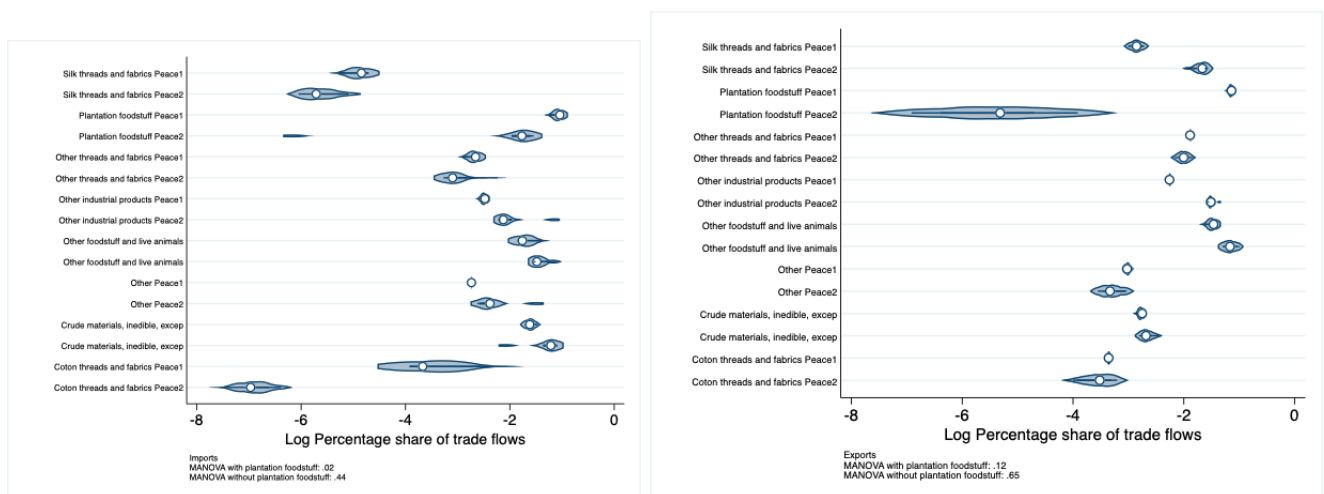 Silk threads and fabrics Peace1
Silk threads and fabrics Peace2
Plantation foodstuff Peace1
Plantation foodstuff Peace2
Other threads and fabrics Peace1
Other threads and fabrics Peace2
Other industrial products Peace1
Other industrial products Peace2
Other foodstuff and live animals
Other foodstuff and live animals
Other Peace1
Other Peace2
Crude materials, inedible, excep
Crude materials, inedible, excep
Coton threads and fabrics Peace1
Coton threads and fabrics Peace2
-8 -6 -4 -2 0
Log Percentage share of trade flows
Imports
MANOVA with plantation foodstuff: .02
MANOVA without plantation foodstuff: .44
Silk threads and fabrics Peace1
Silk threads and fabrics Peace2
Plantation foodstuff Peace1
Plantation foodstuff Peace2
Other threads and fabrics Peace1
Other threads and fabrics Peace2
Other industrial products Peace1
Other industrial products Peace2
Other foodstuff and live animals
Other foodstuff and live animals
Other Peace1
Other Peace2
Crude materials, inedible, excep
Crude materials, inedible, excep
Coton threads and fabrics Peace1
Coton threads and fabrics Peace2
-8 -6 -4 -2 0
Log Percentage share of trade flows
Exports
MANOVA with plantation foodstuff: .12
MANOVA without plantation foodstuff: .65